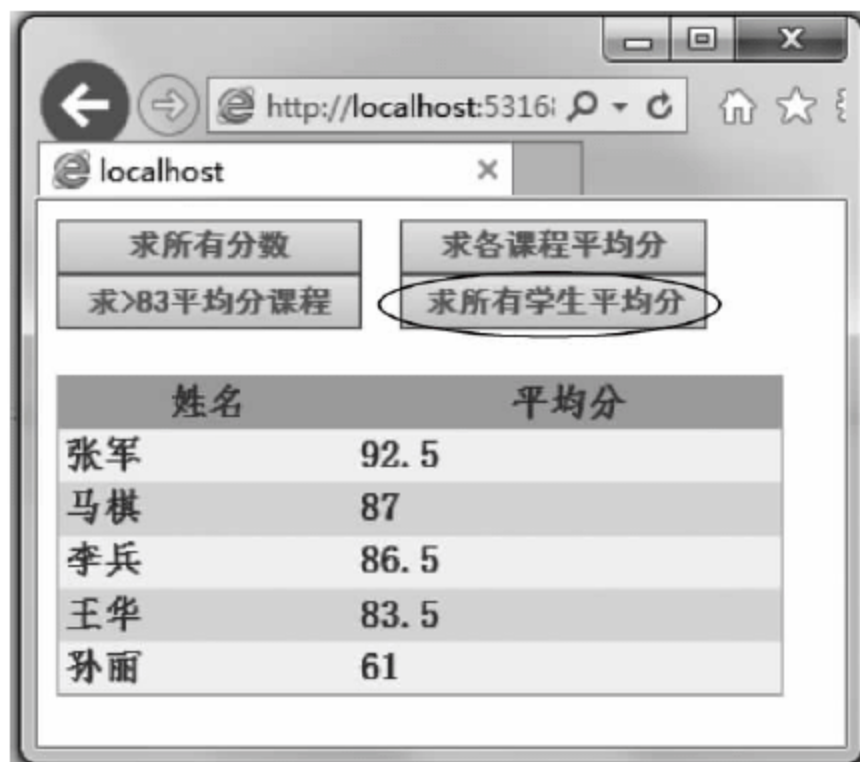 http://localhost:5316
localhost
求所有分数 求各课程平均分
求>83平均分课程 求所有学生平均分
姓名 平均分
张军 92.5
马棋 87
李兵 86.5
王华 83.5
孙丽 61